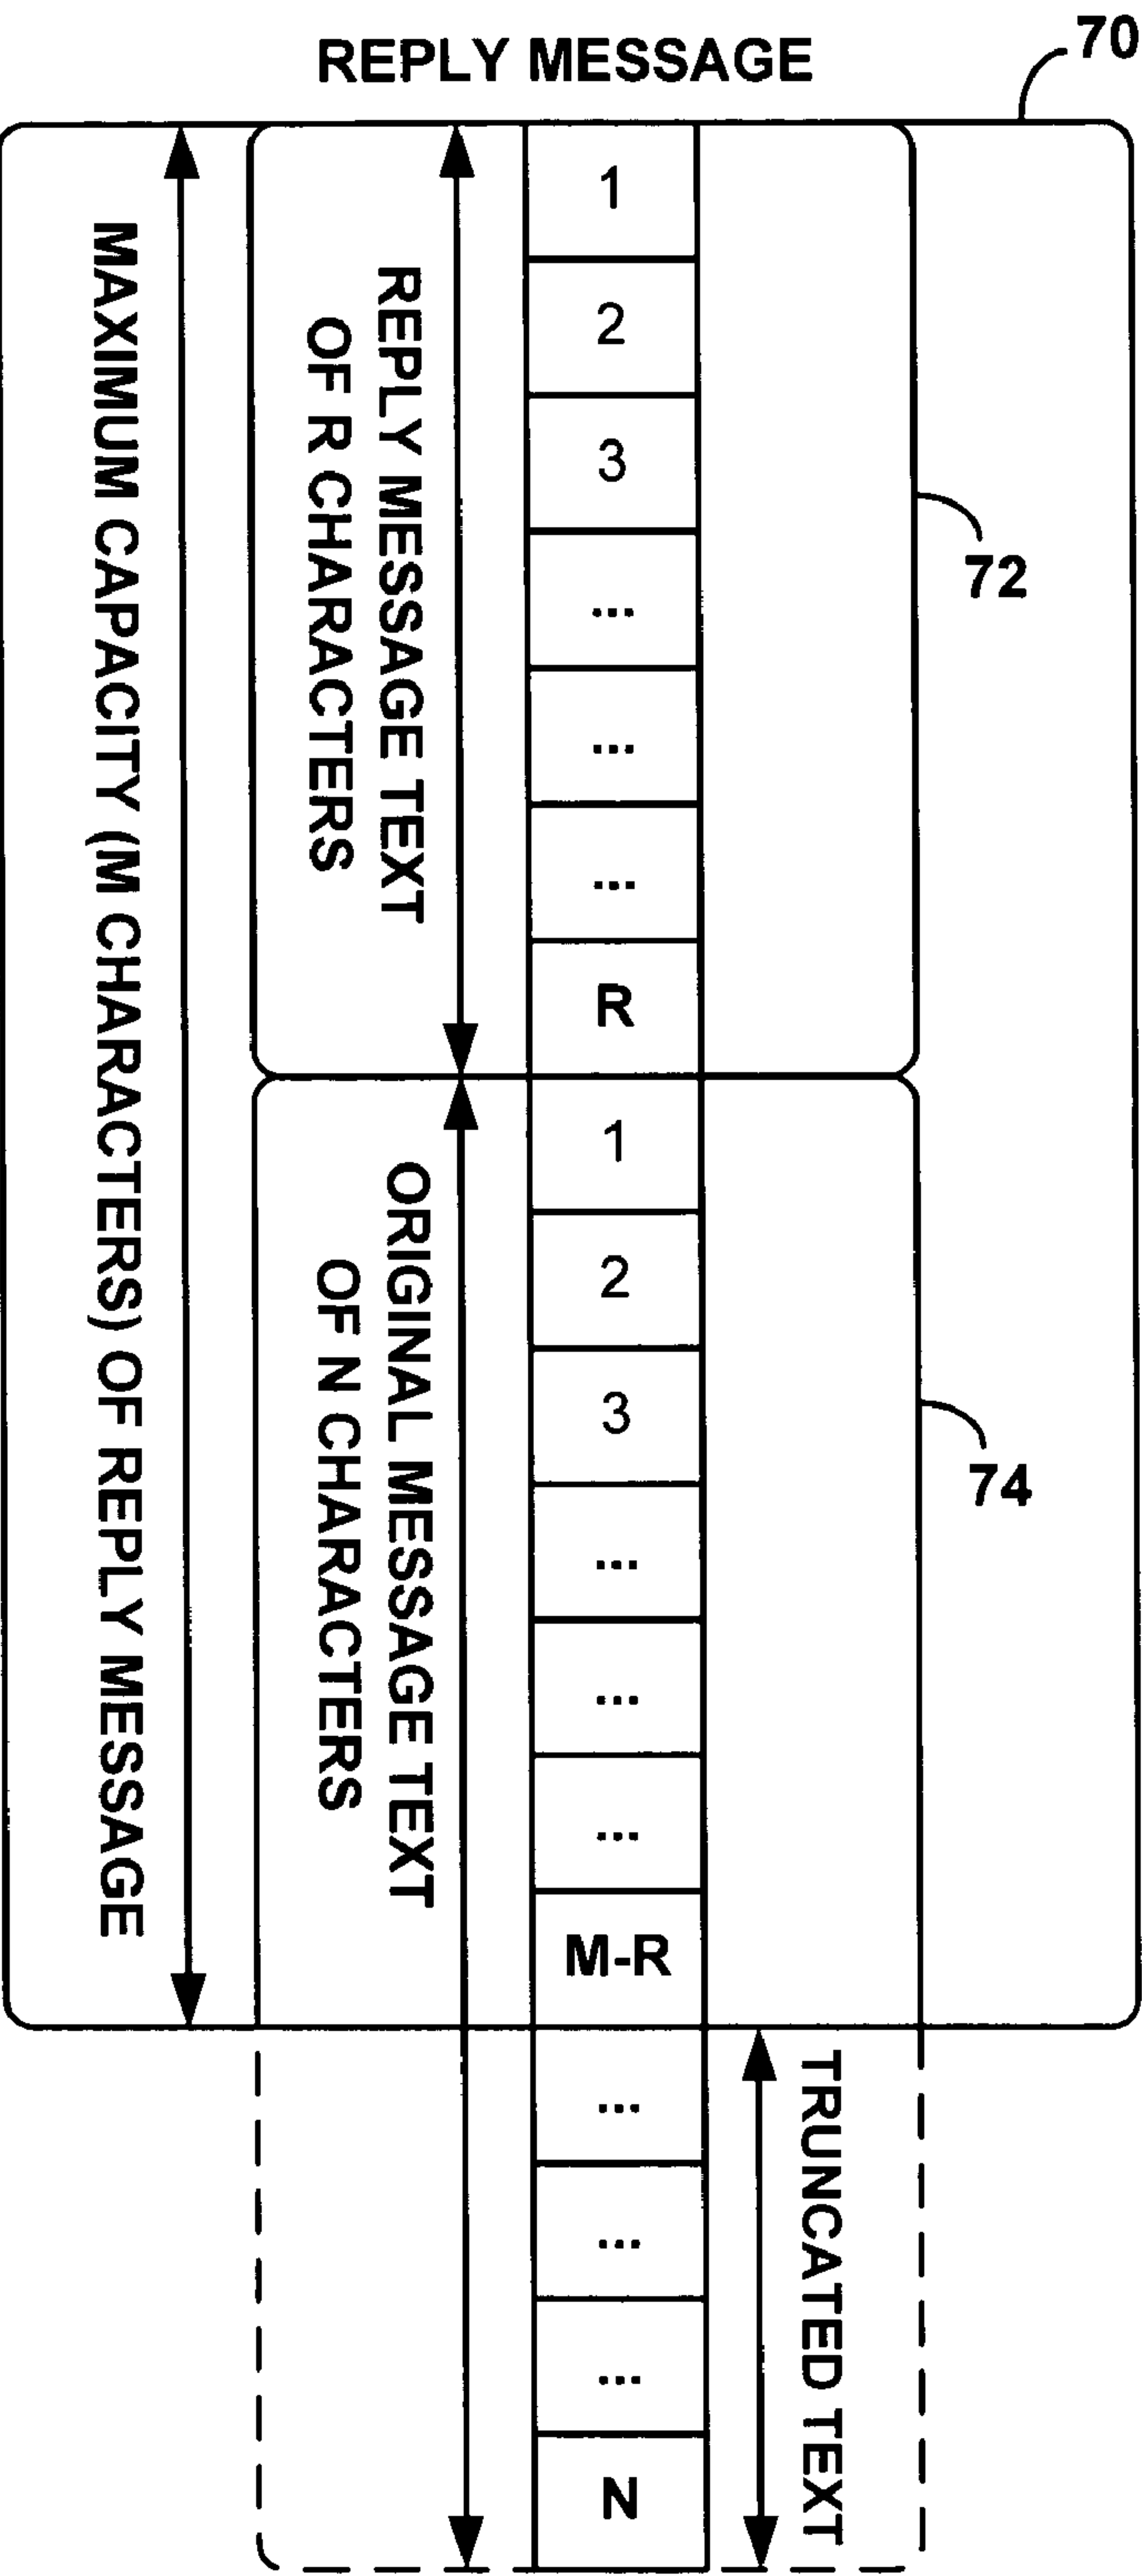 REPLY MESSAGE
70
1
2
3
...
...
...
R
1
2
3
...
...
...
M-R
...
...
...
N
72
74
TRUNCATED TEXT
REPLY MESSAGE TEXT
OF R CHARACTERS
ORIGINAL MESSAGE TEXT
OF N CHARACTERS
MAXIMUM CAPACITY (M CHARACTERS) OF REPLY MESSAGE